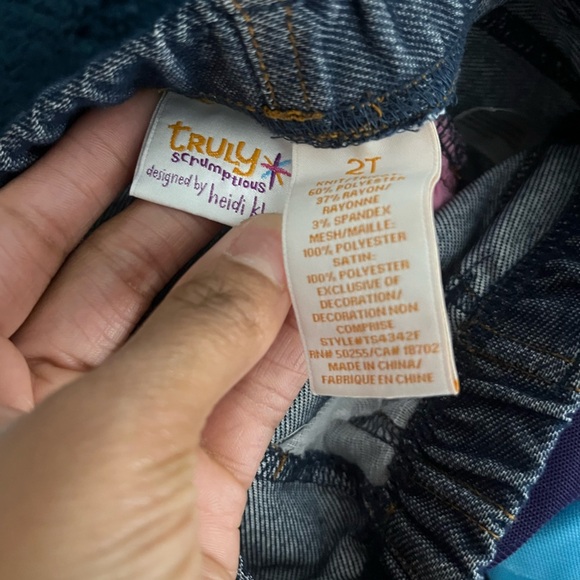 truly
scrumptious
designed by heidi kl
2T
60% POLYESTER
37% RAYON/
RAYONNE
3% SPANDEX
MESH/MAILLE:
100% POLYESTER
SATIN:
100% POLYESTER
EXCLUSIVE OF
DECORATION/
DECORATION NON
COMPRISE
STYLE#TS4342F
RN# 50255/CA# 18702
MADE IN CHINA/
FABRIQUE EN CHINE